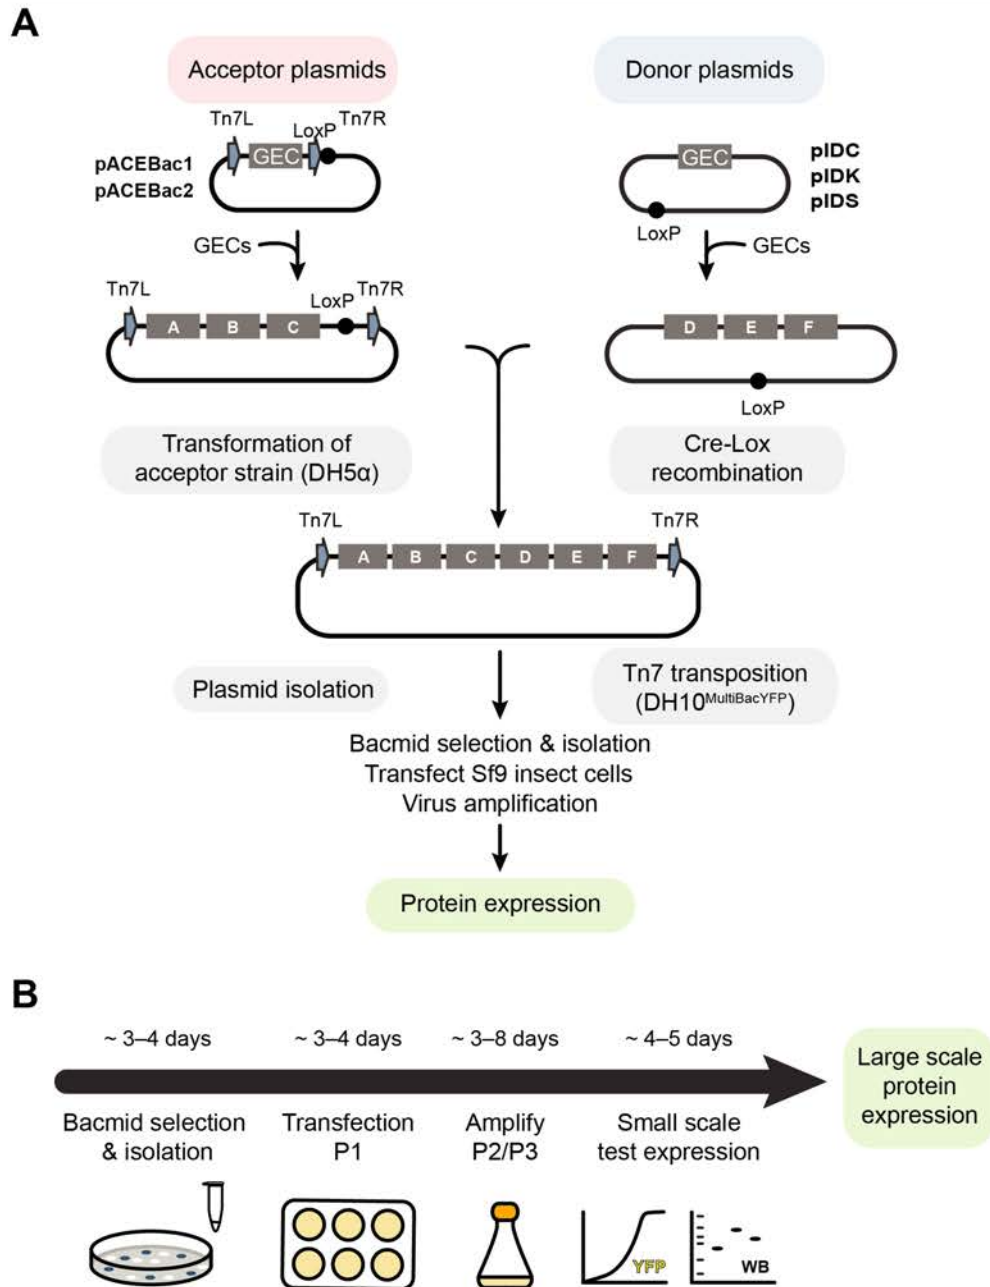 A
Acceptor plasmids
Donor plasmids
Tn7L
LoxP
Tn7R
GEC
pACEBac1
pACEBac2
GEC
pIDC
pIDK
pIDS
LoxP
GECs
GECs
Tn7L
LoxP
Tn7R
A B C
D E F
LoxP
Transformation of
acceptor strain (DH5α)
Cre-Lox
recombination
Tn7L
Tn7R
A B C D E F
Plasmid isolation
Tn7 transposition
(DH10MultiBacYFP)
Bacmid selection & isolation
Transfect Sf9 insect cells
Virus amplification
Protein expression
B
~ 3–4 days
~ 3–4 days
~ 3–8 days
~ 4–5 days
Large scale
protein
expression
Bacmid selection
& isolation
Transfection
P1
Amplify
P2/P3
Small scale
test expression
YFP
WB